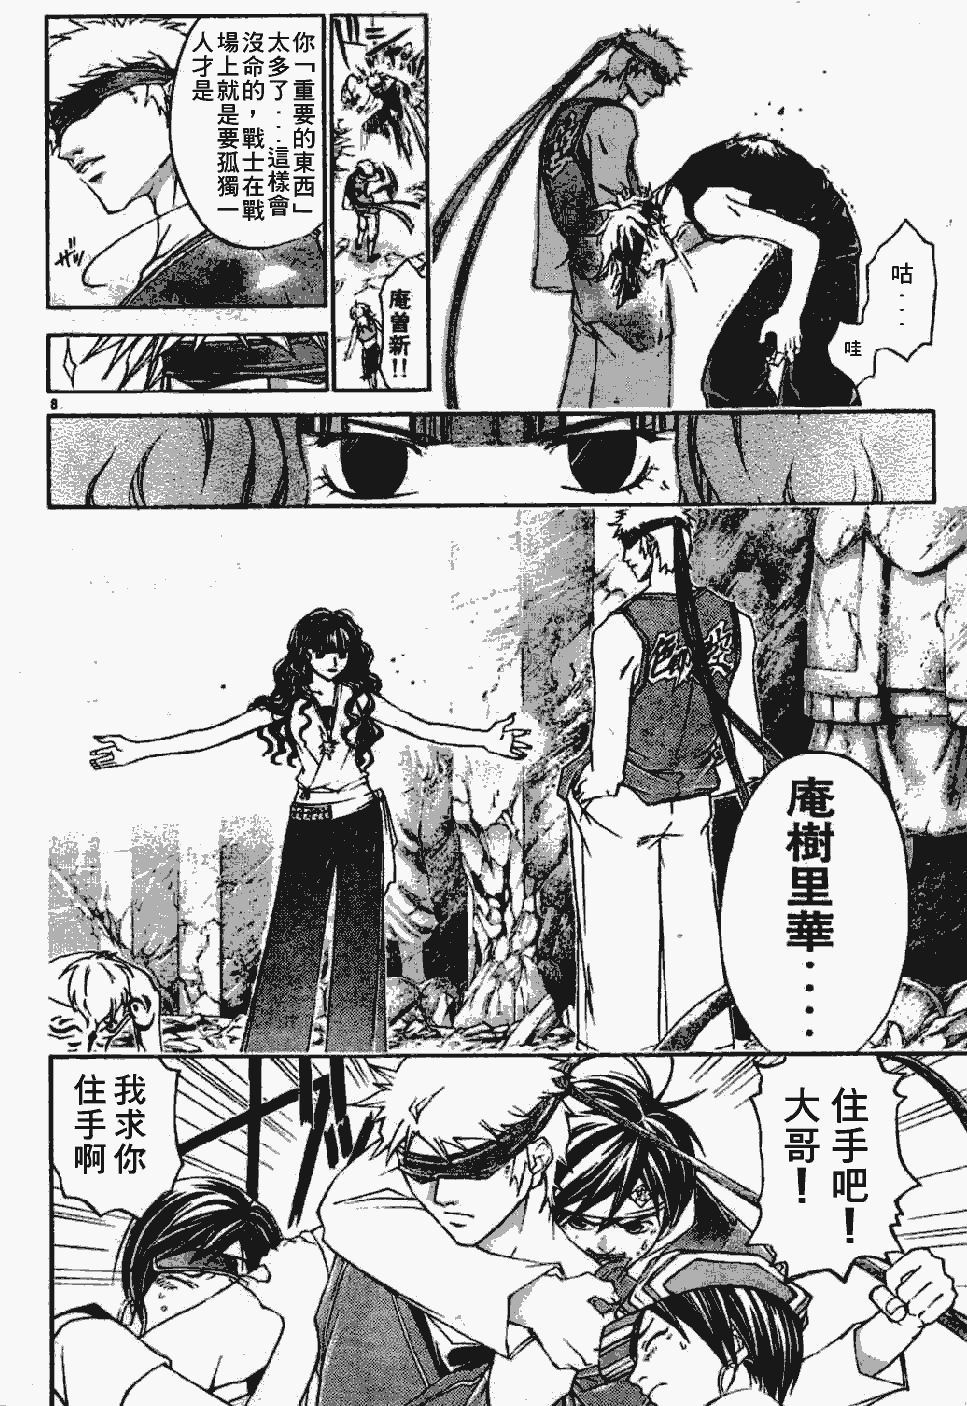 咕…
哇
庵曾新!!
你「重要的東西」
太多了…這樣會
沒命的，戰士在戰
場上就是要孤獨一
人才是
ザッ
8
庵樹里華‥‥
住手吧！
大哥！
我求你
住手啊